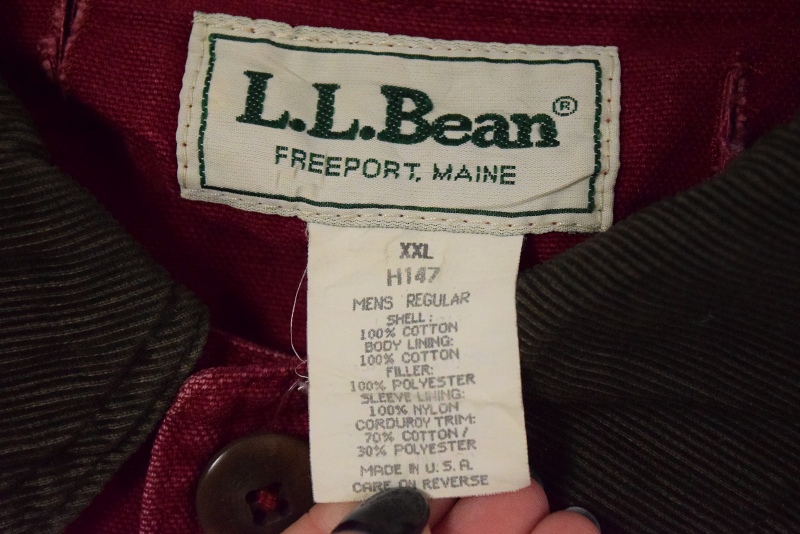 L.L.Bean®
FREEPORT, MAINE
XXL
H147
MENS REGULAR
SHELL:
100% COTTON
BODY LINING:
100% COTTON
FILLER:
100% POLYESTER
SLEEVE LINING:
100% NYLON
CORDUROY TRIM:
70% COTTON/
30% POLYESTER
MADE IN U.S.A.
CARE ON REVERSE